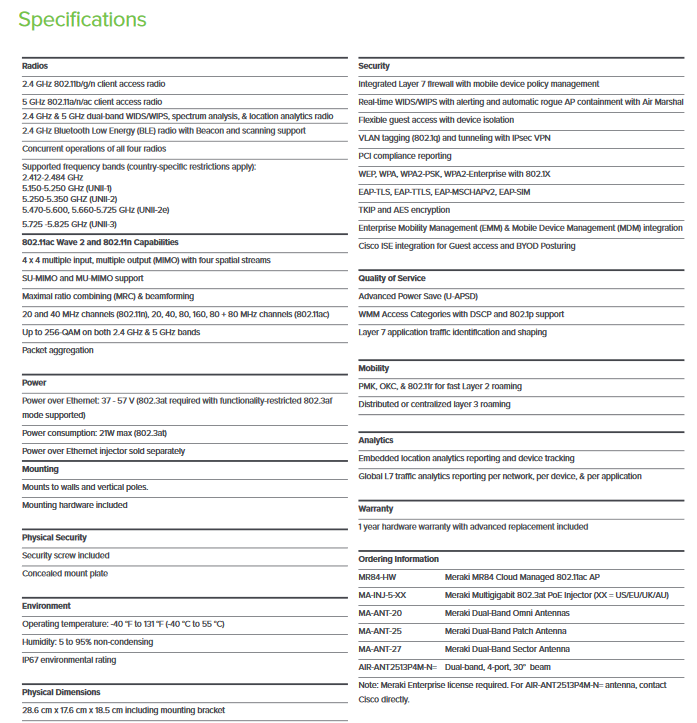 Specifications
Radios
2.4 GHz 802.11b/g/n client access radio
5 GHz 802.11a/n/ac client access radio
2.4 GHz & 5 GHz dual-band WIDS/WIPS, spectrum analysis, & location analytics radio
2.4 GHz Bluetooth Low Energy (BLE) radio with Beacon and scanning support
Concurrent operations of all four radios
Supported frequency bands (country-specific restrictions apply):
2.412-2.484 GHz
5.150-5.250 GHz (UNII-1)
5.250-5.350 GHZ (UNII-2)
5.470-5.600, 5.660-5.725 GHz (UNII-2e)
5.725 -5.825 GHz (UNII-3)
802.11ac Wave 2 and 802.11n Capabilities
4 x 4 multiple input, multiple output (MIMO) with four spatial streams
SU-MIMO and MU-MIMO support
Maximal ratio combining (MRC) & beamforming
20 and 40 MHz channels (802.11n), 20, 40, 80, 160, 80 + 80 MHz channels (802.11ac)
Up to 256-QAM on both 2.4 GHz & 5 GHz bands
Packet aggregation
Power
Power over Ethernet: 37 - 57 V (802.3at required with functionality-restricted 802.3af
mode supported)
Power consumption: 21W max (802.3at)
Power over Ethernet injector sold separately
Mounting
Mounts to walls and vertical poles.
Mounting hardware included
Physical Security
Security screw included
Concealed mount plate
Environment
Operating temperature: -40 °F to 131 °F (-40 °C to 55 °C)
Humidity: 5 to 95% non-condensing
IP67 environmental rating
Physical Dimensions
28.6 cm x 17.6 cm x 18.5 cm including mounting bracket
Security
Integrated Layer 7 firewall with mobile device policy management
Real-time WIDS/WIPS with alerting and automatic rogue AP containment with Air Marshal
Flexible guest access with device isolation
VLAN tagging (802.1q) and tunneling with IPsec VPN
PCI compliance reporting
WEP, WPA, WPA2-PSK, WPA2-Enterprise with 802.1X
EAP-TLS, EAP-TTLS, EAP-MSCHAPv2, EAP-SIM
TKIP and AES encryption
Enterprise Mobility Management (EMM) & Mobile Device Management (MDM) integration
Cisco ISE integration for Guest access and BYOD Posturing
Quality of Service
Advanced Power Save (U-APSD)
WMM Access Categories with DSCP and 802.1p support
Layer 7 application traffic identification and shaping
Mobility
PMK, OKC, & 802.11r for fast Layer 2 roaming
Distributed or centralized layer 3 roaming
Analytics
Embedded location analytics reporting and device tracking
Global L7 traffic analytics reporting per network, per device, & per application
Warranty
1 year hardware warranty with advanced replacement included
Ordering Information
MR84-HW Meraki MR84 Cloud Managed 802.11ac AP
MA-INJ-5-XX Meraki Multigigabit 802.3at PoE Injector (XX = US/EU/UK/AU)
MA-ANT-20 Meraki Dual-Band Omni Antennas
MA-ANT-25 Meraki Dual-Band Patch Antenna
MA-ANT-27 Meraki Dual-Band Sector Antenna
AIR-ANT2513P4M-N= Dual-band, 4-port, 30° beam
Note: Meraki Enterprise license required. For AIR-ANT2513P4M-N= antenna, contact
Cisco directly.